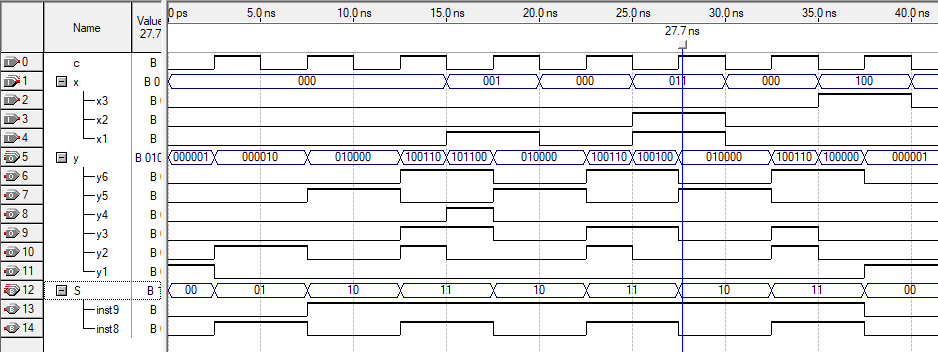 Name Value 27.7 0 ps 5.0 ns 10.0 ns 15.0 ns 20.0 ns 25.0 ns 30.0 ns 35.0 ns 40.0 ns
27.7 ns
0 c B
1 x B 0 000 001 000 011 000 100
2 x3 B
3 x2 B
4 x1 B
5 y B 010 000001 000010 010000 100110 101100 010000 100110 100100 010000 100110 100000 000001
6 y6 B
7 y5 B
8 y4 B
9 y3 B
10 y2 B
11 y1 B
12 S B 00 01 10 11 10 11 10 11 00
13 inst9 B
14 inst8 B